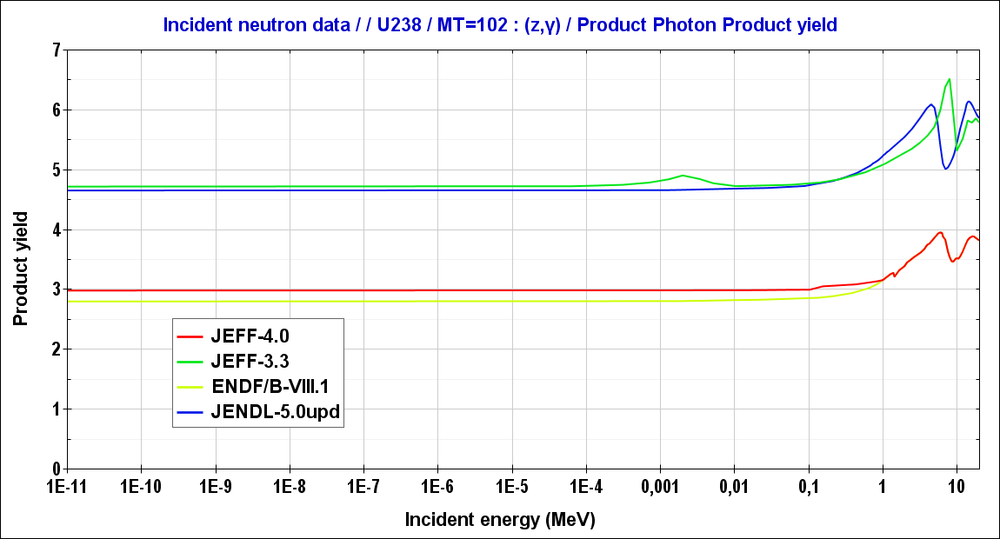 Incident neutron data / / U238 / MT=102 : (z,γ) / Product Photon Product yield
7
6
5
4
3
2
1
0
Product yield
JEFF-4.0
JEFF-3.3
ENDF/B-VIII.1
JENDL-5.0upd
1E-11 1E-10 1E-9 1E-8 1E-7 1E-6 1E-5 1E-4 0,001 0,01 0,1 1 10
Incident energy (MeV)